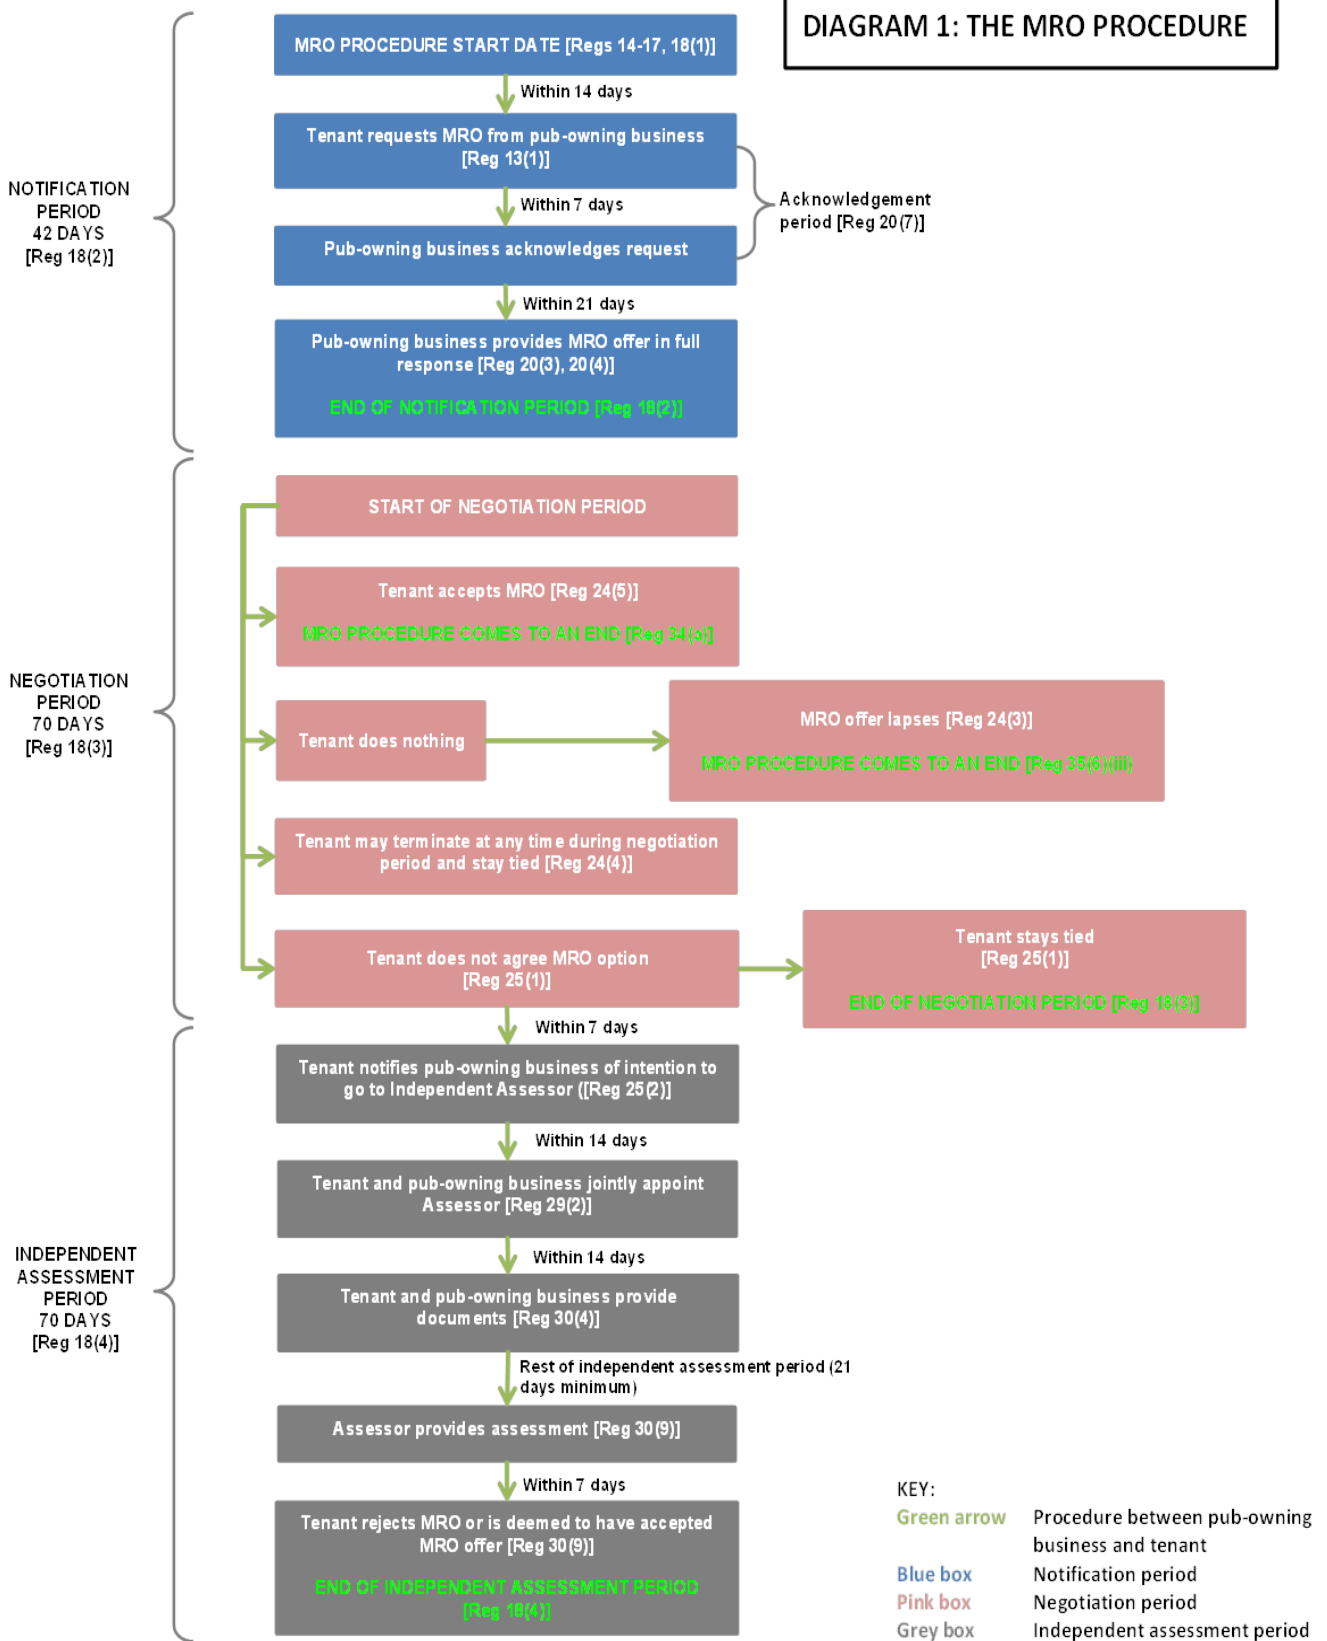 DIAGRAM 1: THE MRO PROCEDURE
MRO PROCEDURE START DATE [Regs 14-17, 18(1)]
Within 14 days
Tenant requests MRO from pub-owning business
[Reg 13(1)]
Within 7 days
Acknowledgement
period [Reg 20(7)]
Pub-owning business acknowledges request
Within 21 days
Pub-owning business provides MRO offer in full
response [Reg 20(3), 20(4)]
END OF NOTIFICATION PERIOD [Reg 18(2)]
NOTIFICATION
PERIOD
42 DAYS
[Reg 18(2)]
START OF NEGOTIATION PERIOD
Tenant accepts MRO [Reg 24(5)]
MRO PROCEDURE COMES TO AN END [Reg 34(a)]
NEGOTIATION
PERIOD
70 DAYS
[Reg 18(3)]
Tenant does nothing
MRO offer lapses [Reg 24(3)]
MRO PROCEDURE COMES TO AN END [Reg 35(6)(iii)
Tenant may terminate at any time during negotiation
period and stay tied [Reg 24(4)]
Tenant does not agree MRO option
[Reg 25(1)]
Tenant stays tied
[Reg 25(1)]
END OF NEGOTIATION PERIOD [Reg 18(3)]
Within 7 days
Tenant notifies pub-owning business of intention to
go to Independent Assessor ([Reg 25(2)]
Within 14 days
Tenant and pub-owning business jointly appoint
Assessor [Reg 29(2)]
Within 14 days
INDEPENDENT
ASSESSMENT
PERIOD
70 DAYS
[Reg 18(4)]
Tenant and pub-owning business provide
documents [Reg 30(4)]
Rest of independent assessment period (21
days minimum)
Assessor provides assessment [Reg 30(9)]
Within 7 days
Tenant rejects MRO or is deemed to have accepted
MRO offer [Reg 30(9)]
END OF INDEPENDENT ASSESSMENT PERIOD
[Reg 18(4)]
KEY:
Green arrow Procedure between pub-owning
business and tenant
Blue box Notification period
Pink box Negotiation period
Grey box Independent assessment period